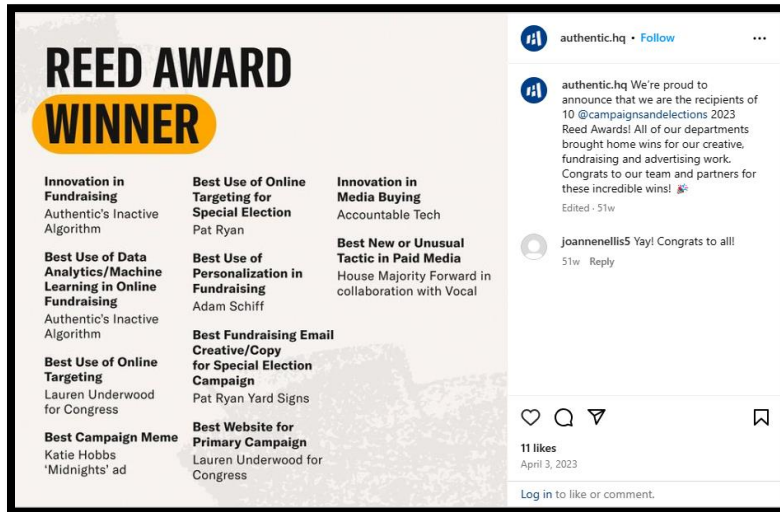 REED AWARD
WINNER
Innovation in
Fundraising
Authentic's Inactive
Algorithm
Best Use of Data
Analytics/Machine
Learning in Online
Fundraising
Authentic's Inactive
Algorithm
Best Use of Online
Targeting
Lauren Underwood
for Congress
Best Campaign Meme
Katie Hobbs
'Midnights' ad
Best Use of Online
Targeting for
Special Election
Pat Ryan
Best Use of
Personalization in
Fundraising
Adam Schiff
Best Fundraising Email
Creative/Copy
for Special Election
Campaign
Pat Ryan Yard Signs
Best Website for
Primary Campaign
Lauren Underwood for
Congress
Innovation in
Media Buying
Accountable Tech
Best New or Unusual
Tactic in Paid Media
House Majority Forward in
collaboration with Vocal
authentic.hq • Follow
authentic.hq We're proud to
announce that we are the recipients of
10 @campaignsandelections 2023
Reed Awards! All of our departments
brought home wins for our creative,
fundraising and advertising work.
Congrats to our team and partners for
these incredible wins! 🎉
Edited · 51w
joannenellis5 Yay! Congrats to all!
51w Reply
11 likes
April 3, 2023
Log in to like or comment.